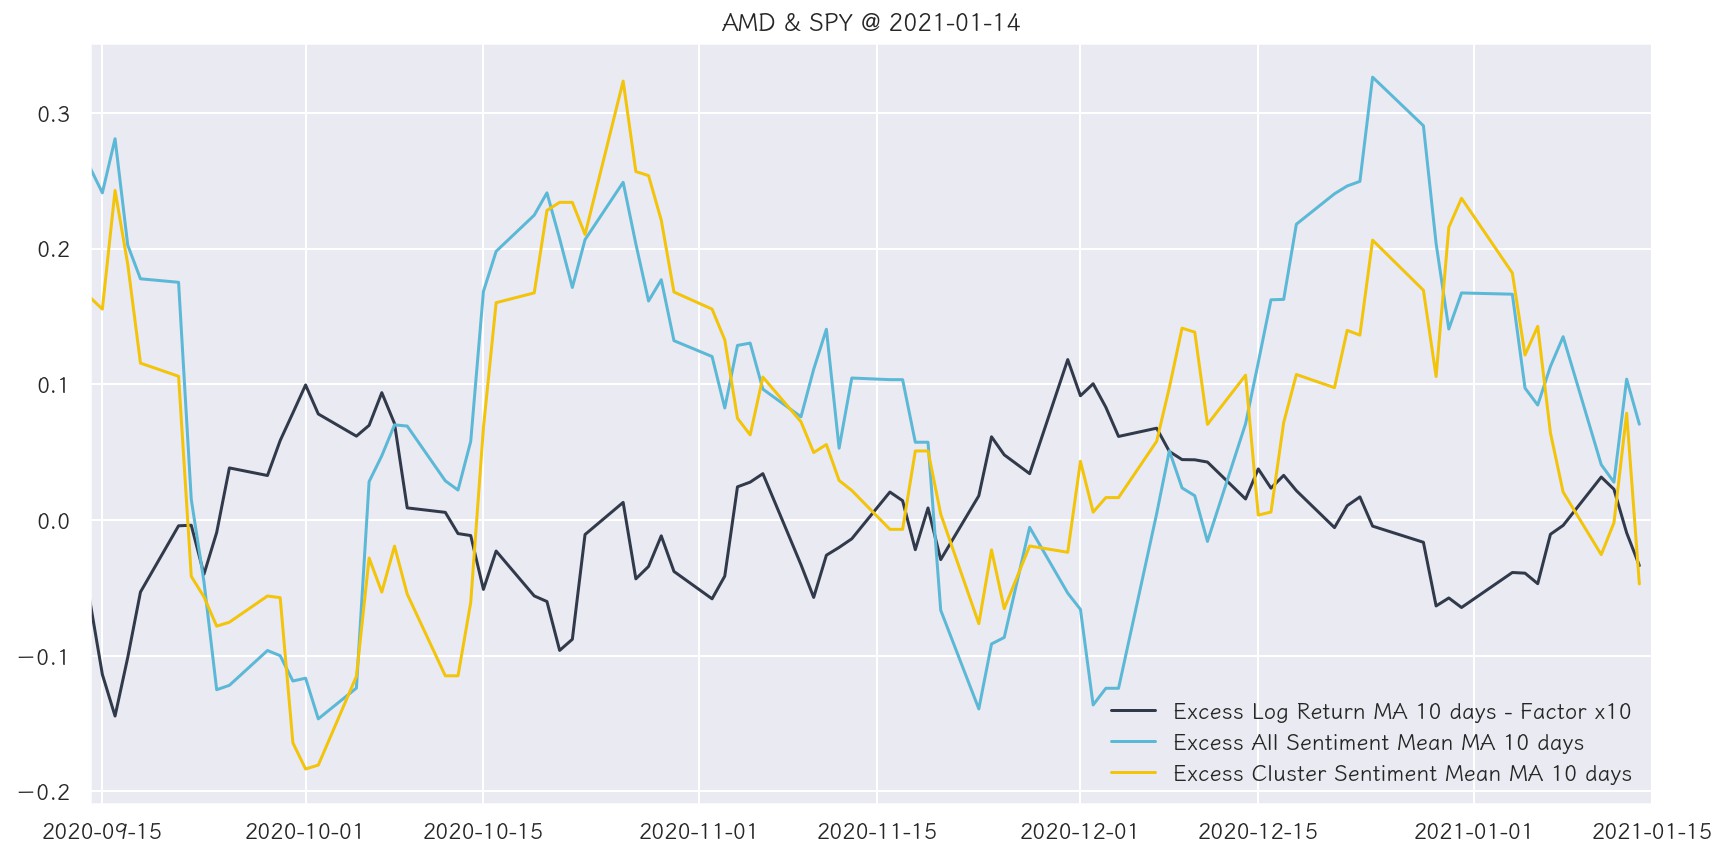 AMD & SPY @ 2021-01-14
0.3
0.2
0.1
0.0
−0.1
−0.2
Excess Log Return MA 10 days - Factor x10
Excess All Sentiment Mean MA 10 days
Excess Cluster Sentiment Mean MA 10 days
2020-09-15 2020-10-01 2020-10-15 2020-11-01 2020-11-15 2020-12-01 2020-12-15 2021-01-01 2021-01-15